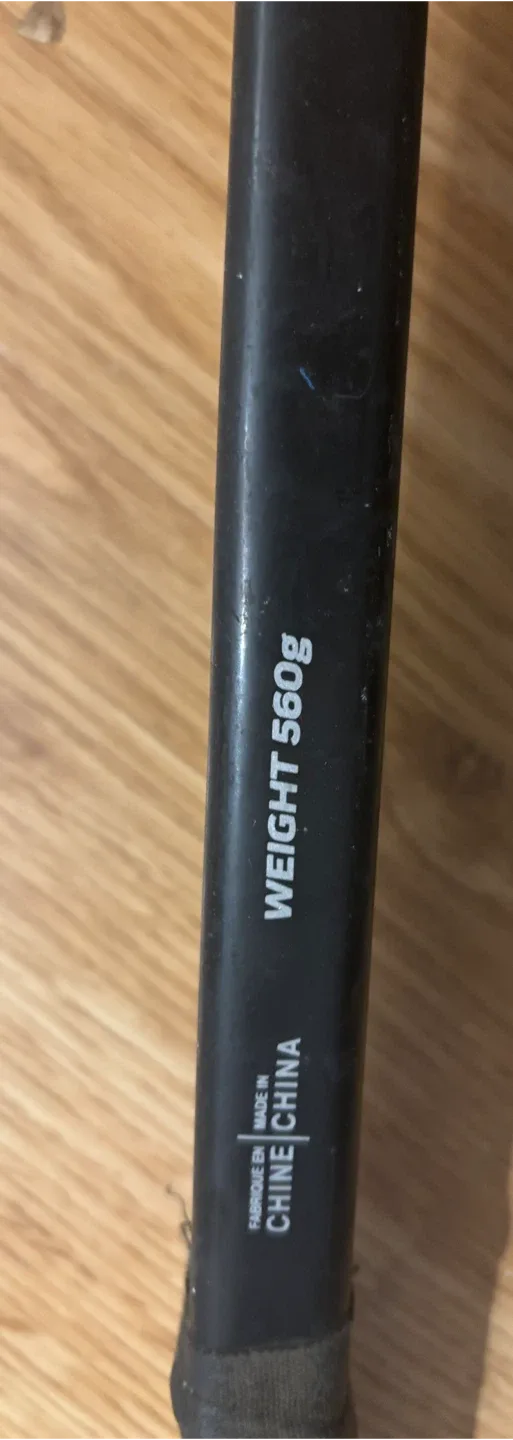 FABRIQUE EN
CHINE
MADE IN
CHINA
WEIGHT 560g